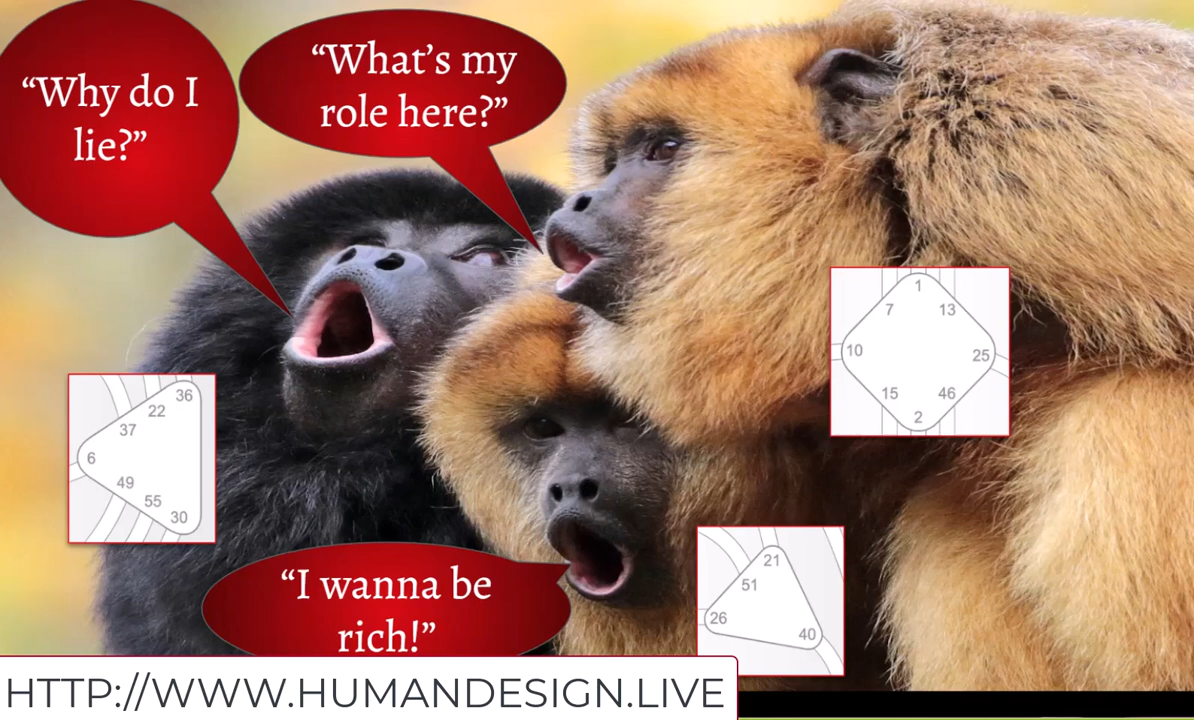 “Why do I
lie?”
“What’s my
role here?”
1
7 13
10 25
15 46
2
36
22
37
6
49
55
30
21
51
26
40
“I wanna be
rich!”
HTTP://WWW.HUMANDESIGN.LIVE